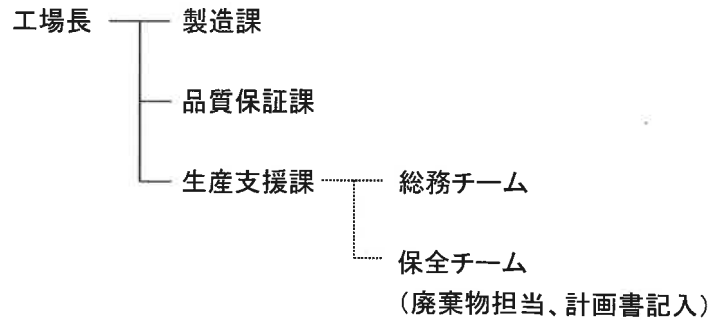 工場長 製造課
品質保証課
生産支援課 総務チーム
保全チーム
（廃棄物担当、計画書記入）